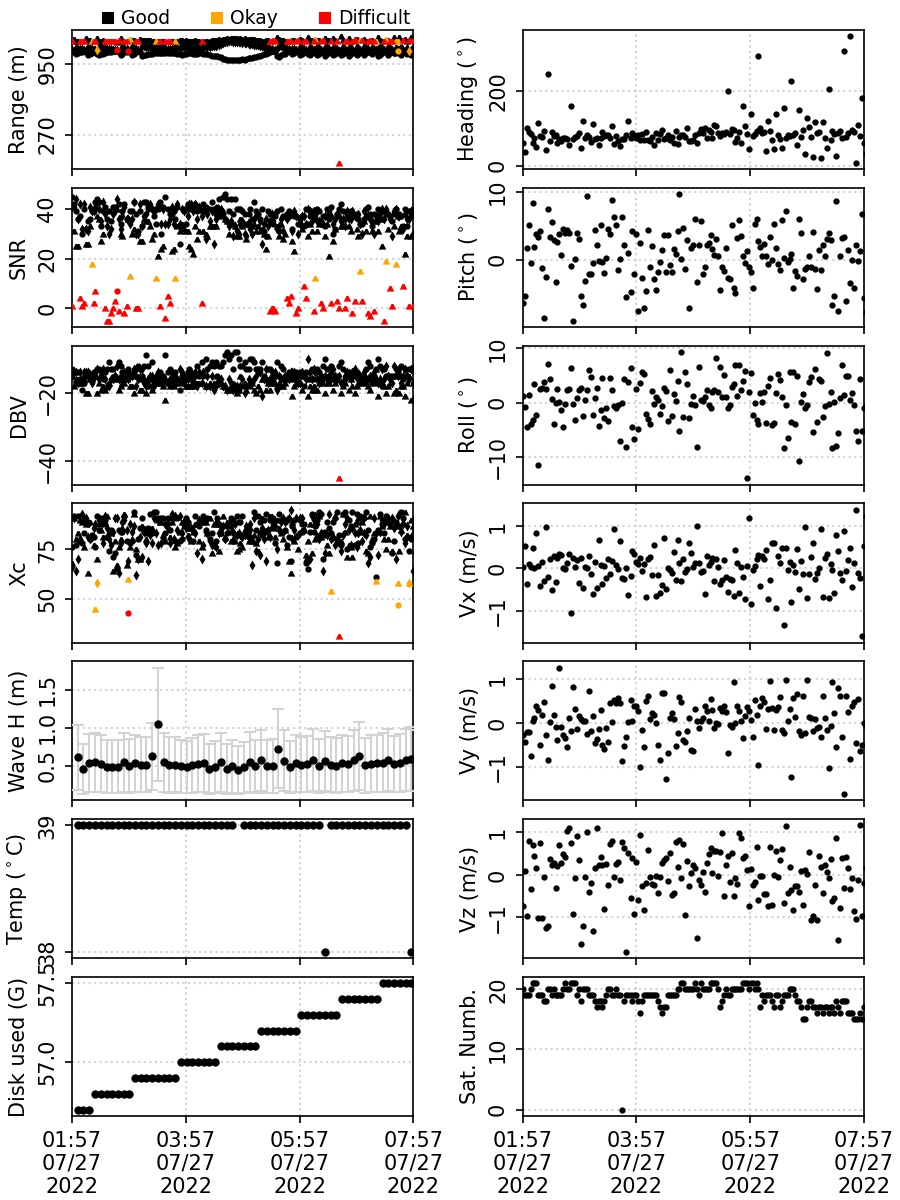 Good Okay Difficult
Range (m)
950
270
Heading (°)
200
0
SNR
40
20
0
Pitch (°)
10
0
DBV
−20
−40
Roll (°)
10
0
−10
Xc
75
50
Vx (m/s)
1
0
−1
Wave H (m)
1.5
1.0
0.5
Vy (m/s)
1
0
−1
Temp (°C)
39
38
Vz (m/s)
1
0
−1
Disk used (G)
57.5
57.0
Sat. Numb.
20
10
0
01:57 03:57 05:57 07:57
07/27 07/27 07/27 07/27
2022 2022 2022 2022
01:57 03:57 05:57 07:57
07/27 07/27 07/27 07/27
2022 2022 2022 2022